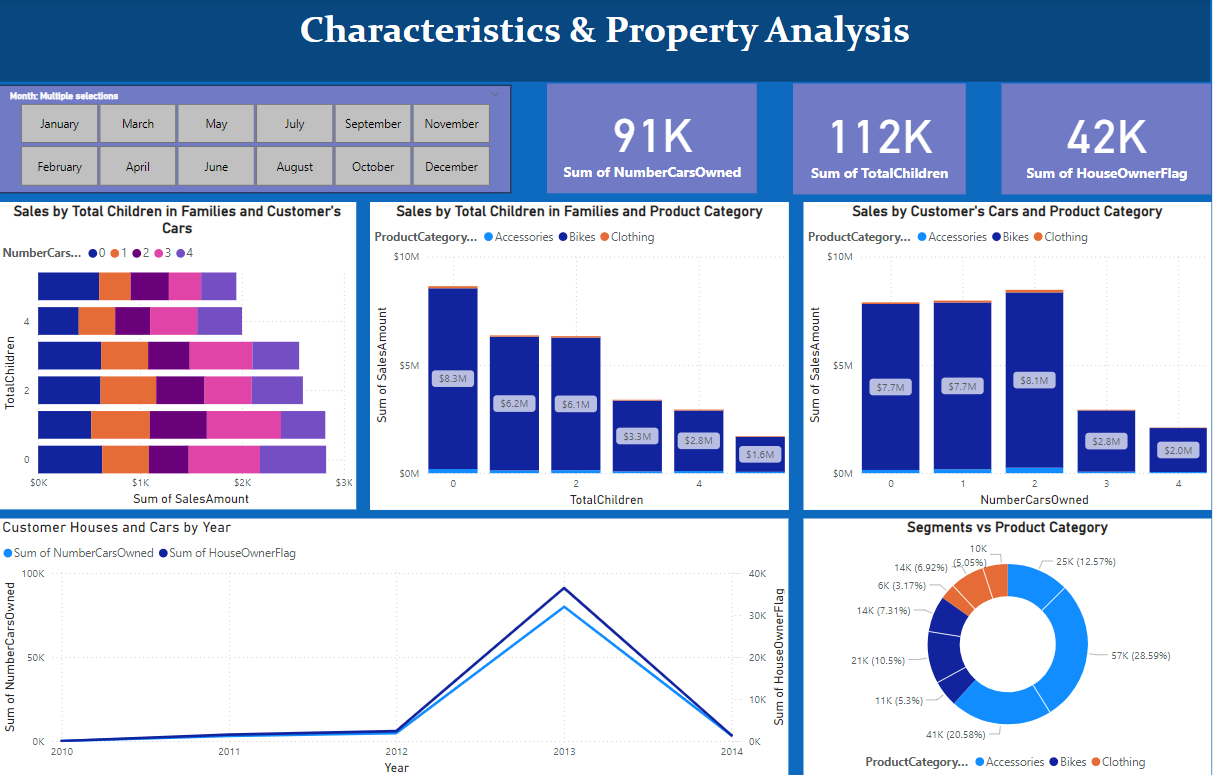 Characteristics & Property Analysis
Month: Multiple selections
January March May July September November
February April June August October December
91K
Sum of NumberCarsOwned
112K
Sum of TotalChildren
42K
Sum of HouseOwnerFlag
Sales by Total Children in Families and Customer's
Cars
NumberCars... 0 1 2 3 4
TotalChildren
4
2
0
$0K $1K $2K $3K
Sum of SalesAmount
Sales by Total Children in Families and Product Category
ProductCategory... Accessories Bikes Clothing
Sum of SalesAmount
$10M
$5M
$0M
$8.3M
$6.2M
$6.1M
$3.3M
$2.8M
$1.6M
0 2 4
TotalChildren
Sales by Customer's Cars and Product Category
ProductCategory... Accessories Bikes Clothing
Sum of SalesAmount
$10M
$5M
$0M
$7.7M
$7.7M
$8.1M
$2.8M
$2.0M
0 1 2 3 4
NumberCarsOwned
Customer Houses and Cars by Year
Sum of NumberCarsOwned Sum of HouseOwnerFlag
Sum of NumberCarsOwned
100K
50K
0K
40K
30K
20K
10K
0K
Sum of HouseOwnerFlag
2010 2011 2012 2013 2014
Year
Segments vs Product Category
10K
(5.05%)
25K (12.57%)
14K (6.92%)
6K (3.17%)
14K (7.31%)
57K (28.59%)
21K (10.5%)
11K (5.3%)
41K (20.58%)
ProductCategory... Accessories Bikes Clothing